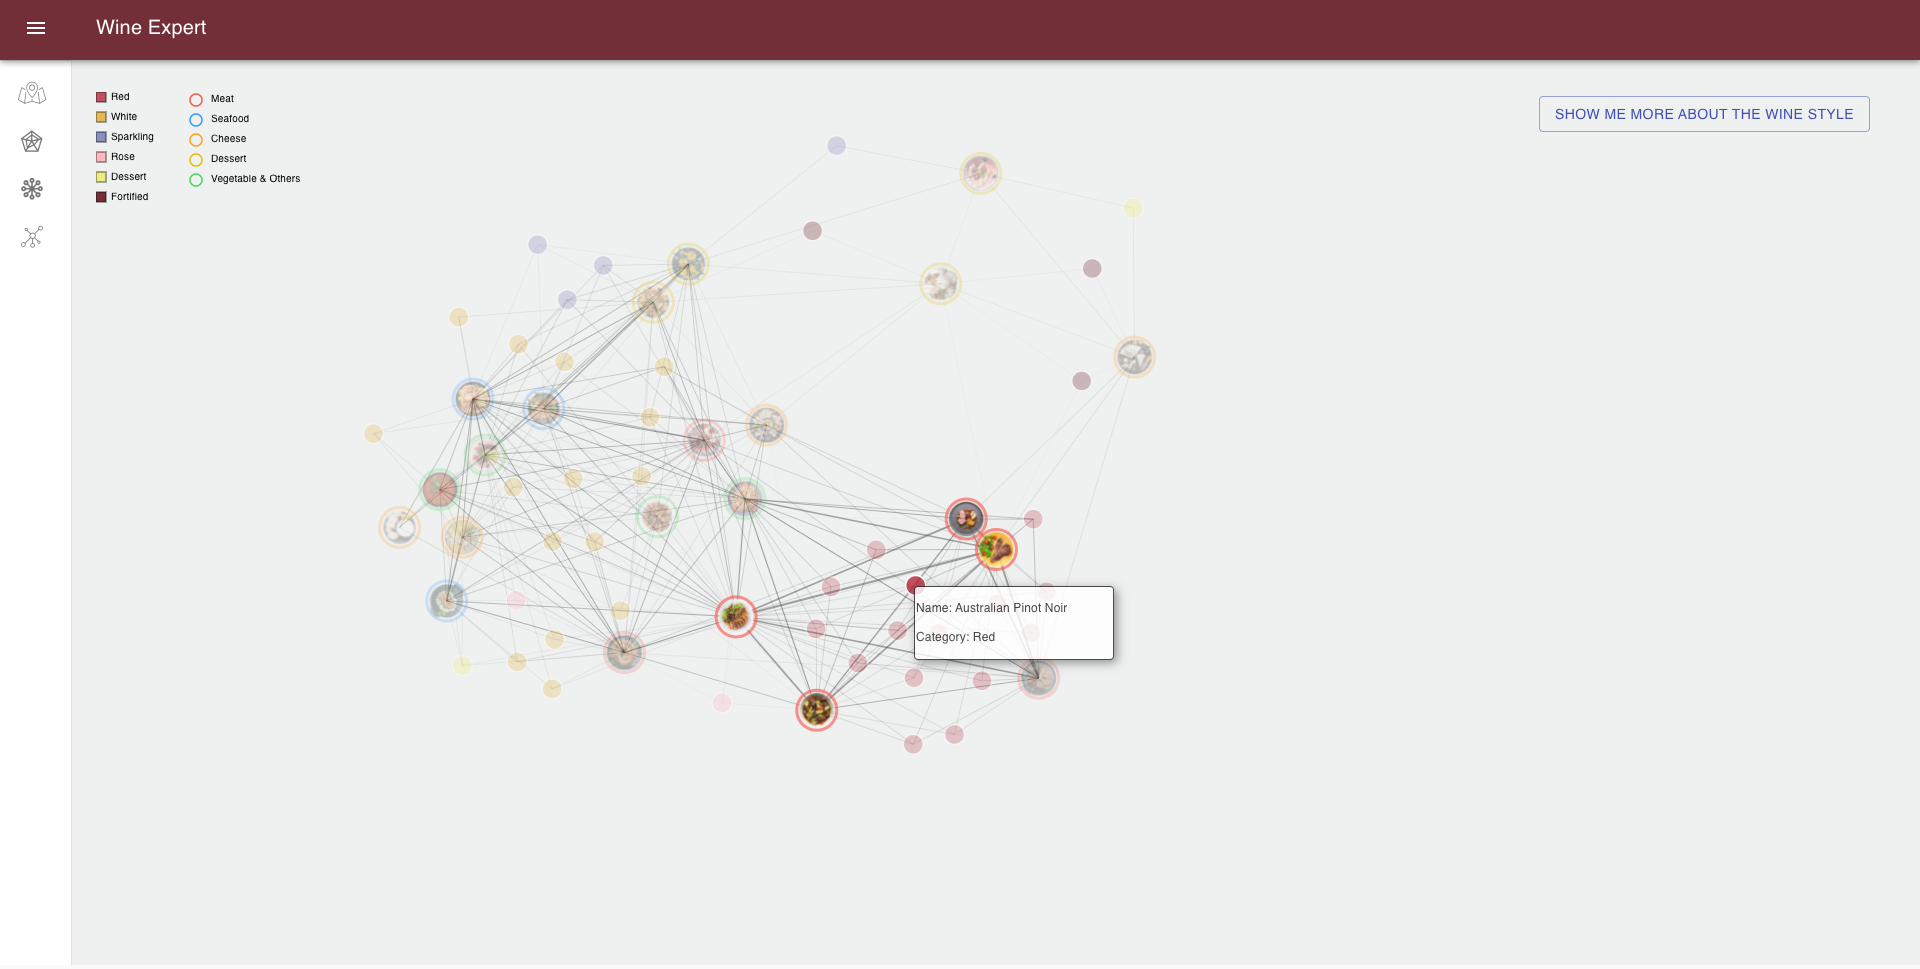 Wine Expert
Red
White
Sparkling
Rose
Dessert
Fortified
Meat
Seafood
Cheese
Dessert
Vegetable & Others
SHOW ME MORE ABOUT THE WINE STYLE
Name: Australian Pinot Noir
Category: Red